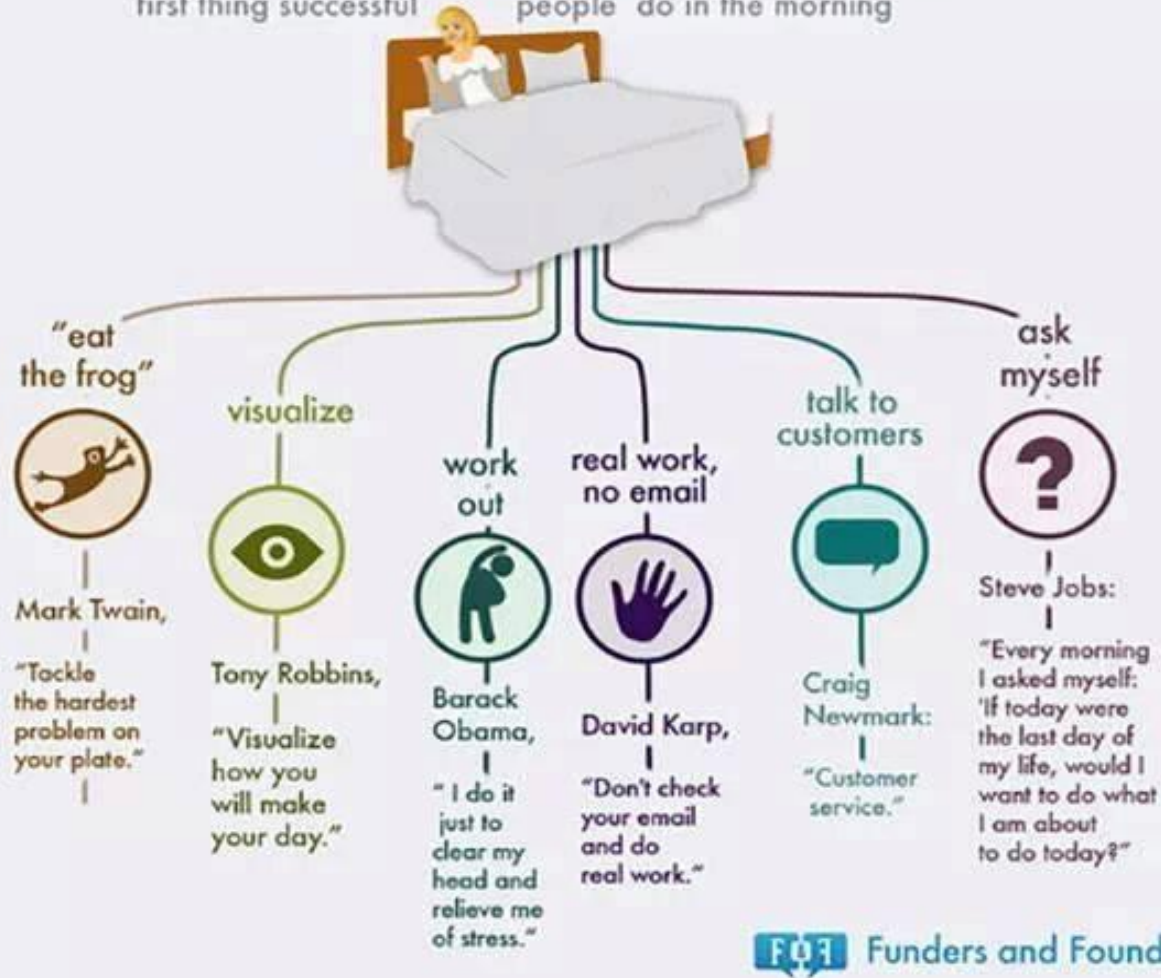 first thing successful people do in the morning
"eat
the frog"
Mark Twain,
"Tackle
the hardest
problem on
your plate."
visualize
Tony Robbins,
"Visualize
how you
will make
your day."
work
out
Barack
Obama,
"I do it
just to
clear my
head and
relieve me
of stress."
real work,
no email
David Karp,
"Don't check
your email
and do
real work."
talk to
customers
Craig
Newmark:
"Customer
service."
ask
myself
?
Steve Jobs:
"Every morning
I asked myself:
'If today were
the last day of
my life, would I
want to do what
I am about
to do today?"
FAF Funders and Found